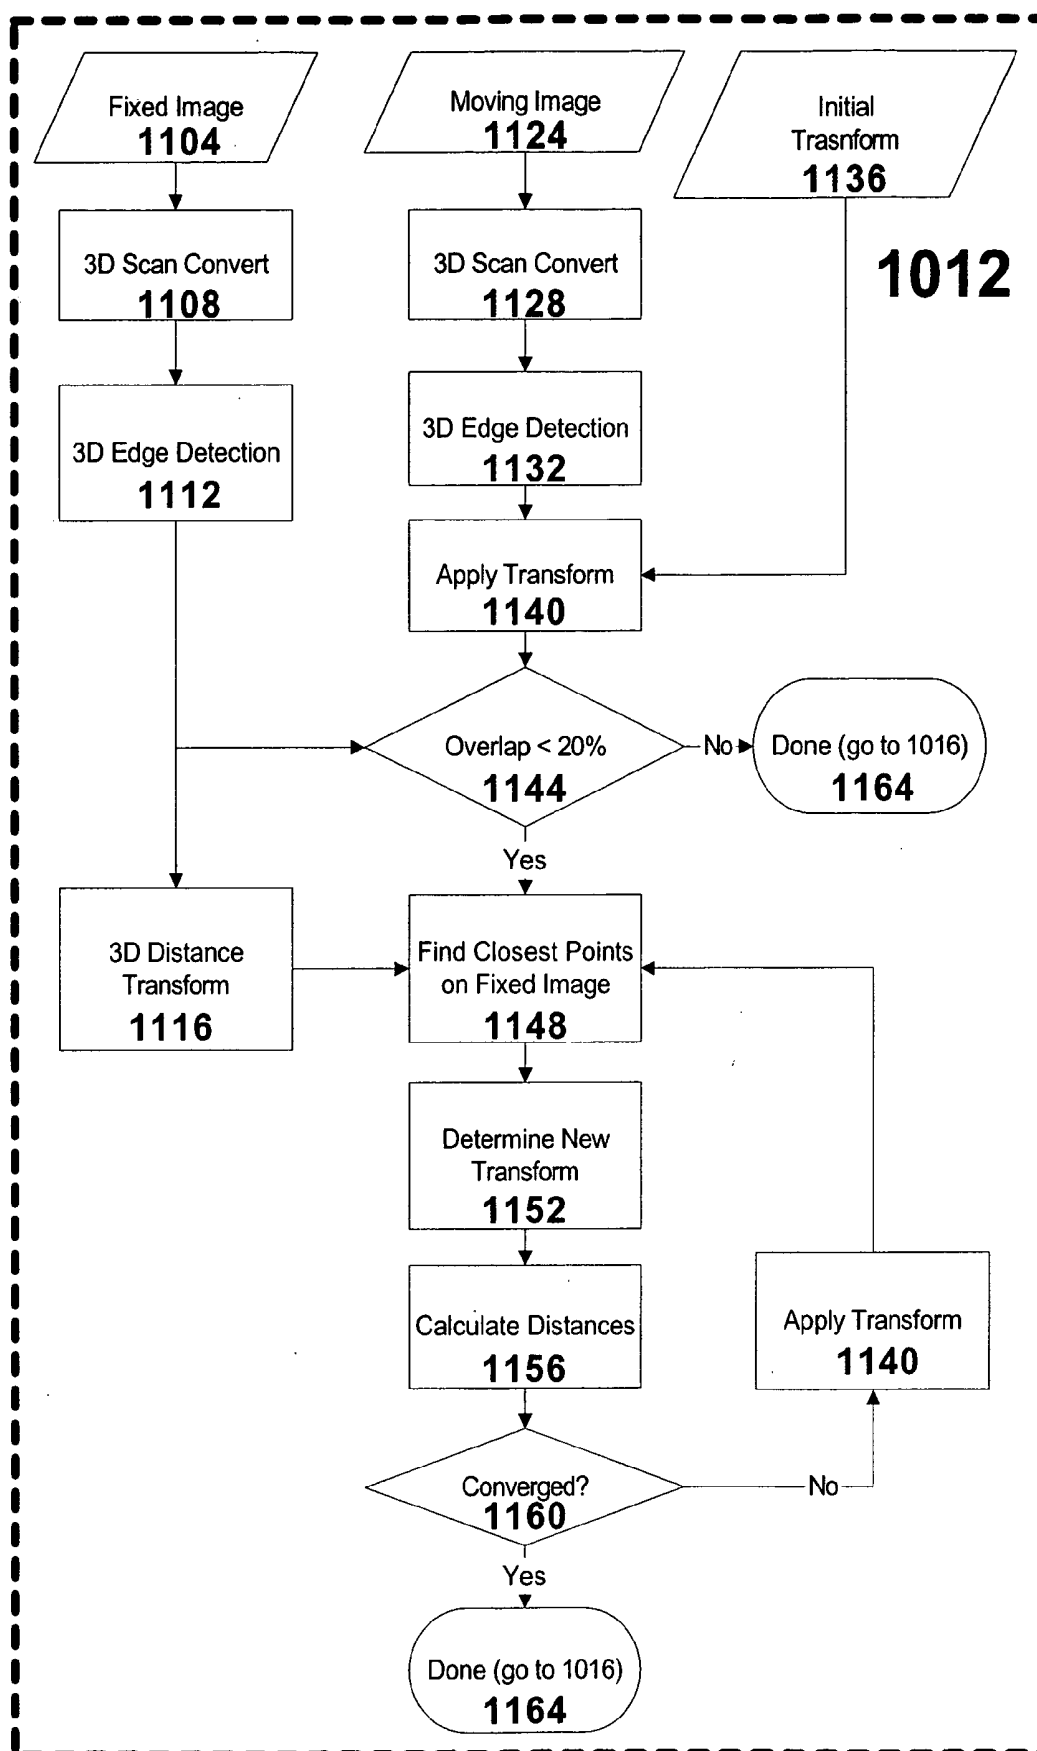 Fixed Image
1104
Moving Image
1124
Initial
Trasnform
1136
3D Scan Convert
1108
3D Scan Convert
1128
1012
3D Edge Detection
1112
3D Edge Detection
1132
Apply Transform
1140
Overlap < 20%
1144
No
Done (go to 1016)
1164
Yes
3D Distance
Transform
1116
Find Closest Points
on Fixed Image
1148
Determine New
Transform
1152
Calculate Distances
1156
Apply Transform
1140
Converged?
1160
No
Yes
Done (go to 1016)
1164